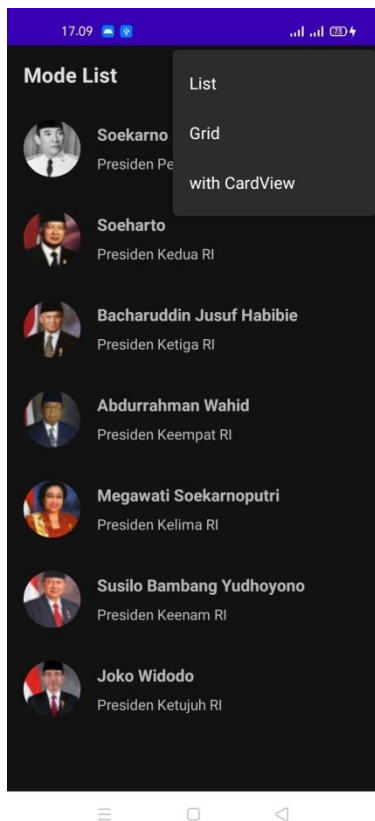 17.09
73
Mode List
List
Grid
with CardView
Soekarno
Presiden Pe
Soeharto
Presiden Kedua RI
Bacharuddin Jusuf Habibie
Presiden Ketiga RI
Abdurrahman Wahid
Presiden Keempat RI
Megawati Soekarnoputri
Presiden Kelima RI
Susilo Bambang Yudhoyono
Presiden Keenam RI
Joko Widodo
Presiden Ketujuh RI